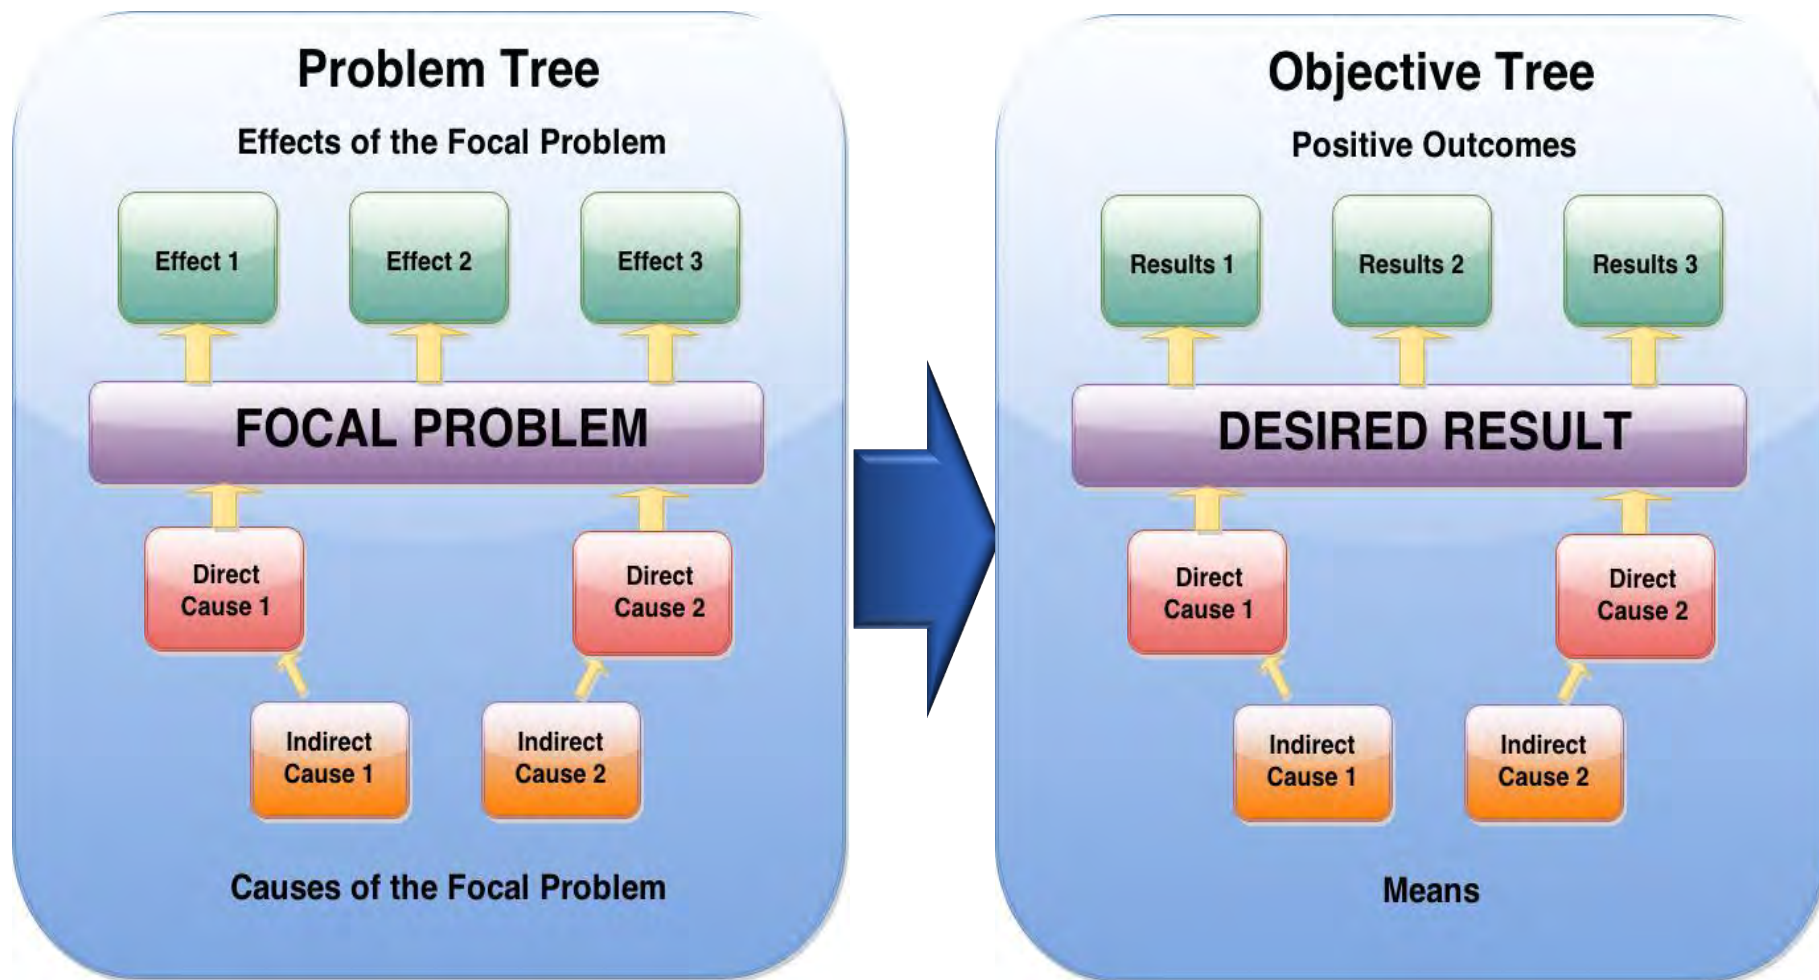 Problem Tree
Effects of the Focal Problem
Effect 1
Effect 2
Effect 3
FOCAL PROBLEM
Direct
Cause 1
Direct
Cause 2
Indirect
Cause 1
Indirect
Cause 2
Causes of the Focal Problem
Objective Tree
Positive Outcomes
Results 1
Results 2
Results 3
DESIRED RESULT
Direct
Cause 1
Direct
Cause 2
Indirect
Cause 1
Indirect
Cause 2
Means